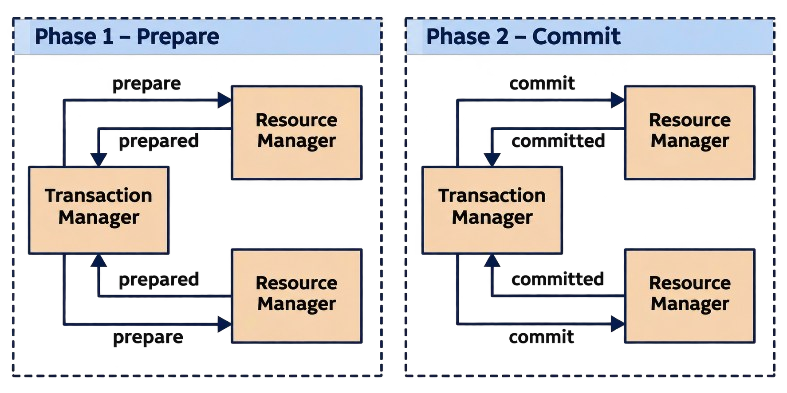 Phase 1 – Prepare
prepare
Resource
Manager
prepared
Transaction
Manager
prepared
Resource
Manager
prepare
Phase 2 – Commit
commit
Resource
Manager
committed
Transaction
Manager
committed
Resource
Manager
commit